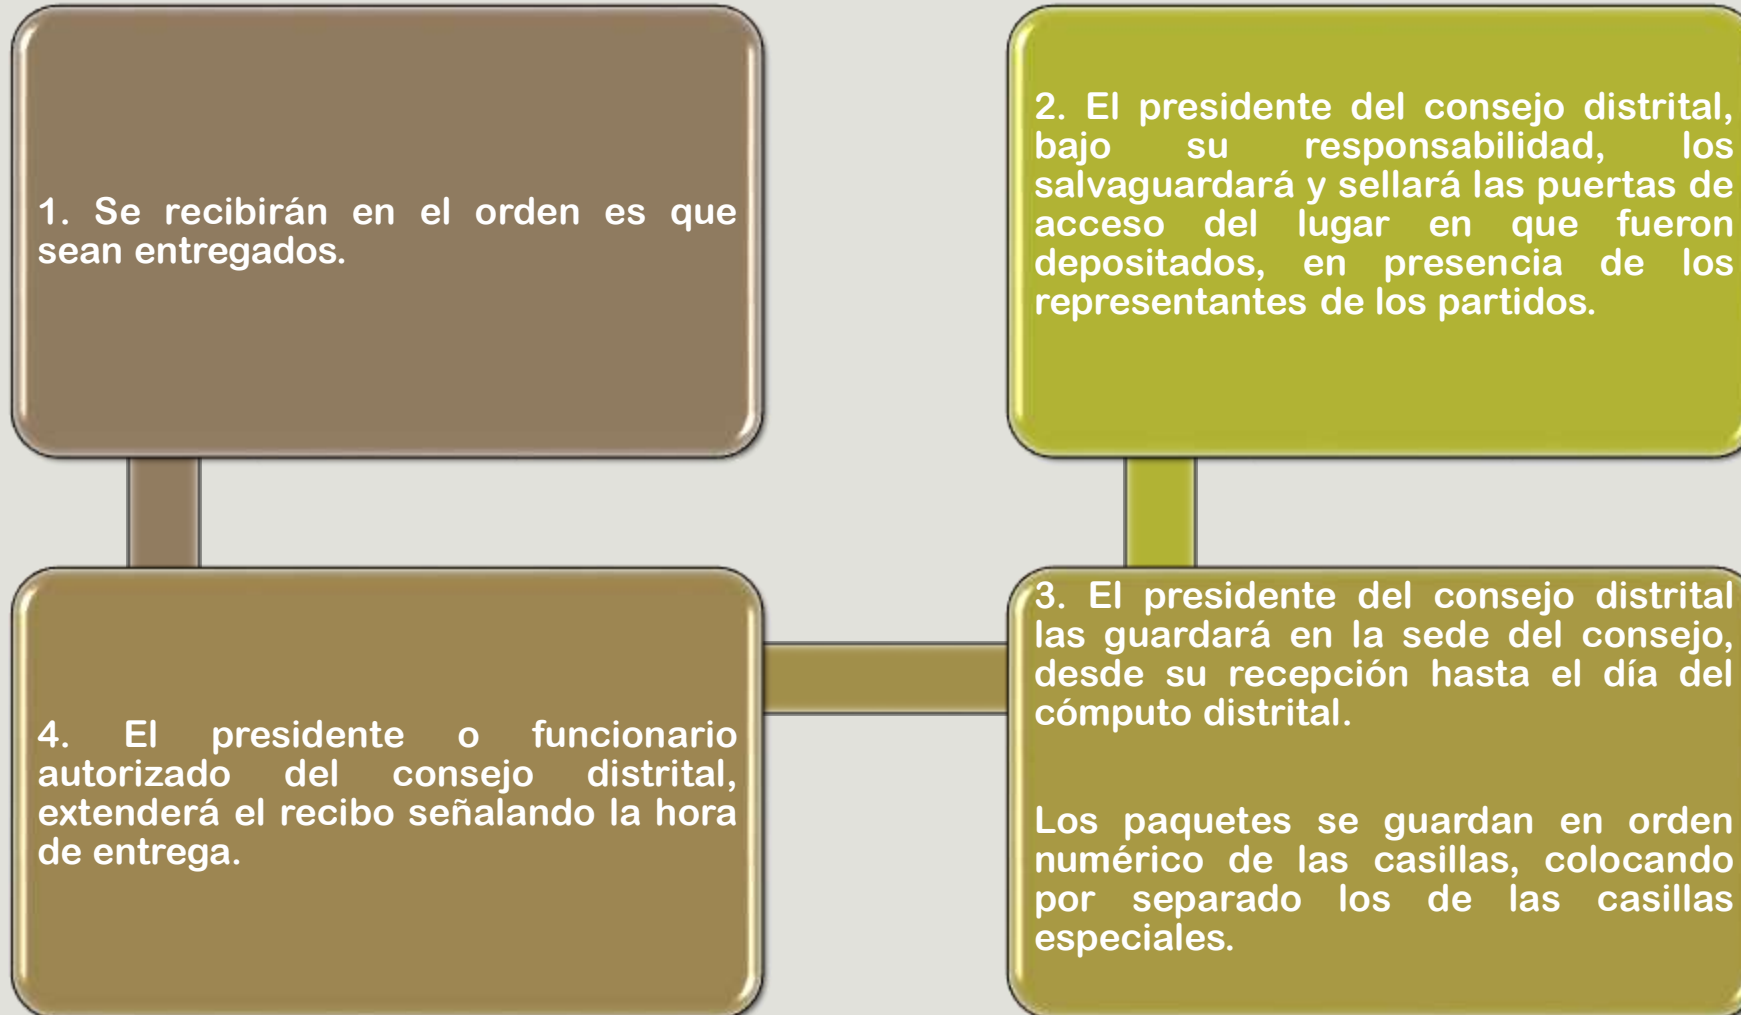 1. Se recibirán en el orden es que
sean entregados.
2. El presidente del consejo distrital,
bajo su responsabilidad, los
salvaguardará y sellará las puertas de
acceso del lugar en que fueron
depositados, en presencia de los
representantes de los partidos.
3. El presidente del consejo distrital
las guardará en la sede del consejo,
desde su recepción hasta el día del
cómputo distrital.
Los paquetes se guardan en orden
numérico de las casillas, colocando
por separado los de las casillas
especiales.
4. El presidente o funcionario
autorizado del consejo distrital,
extenderá el recibo señalando la hora
de entrega.